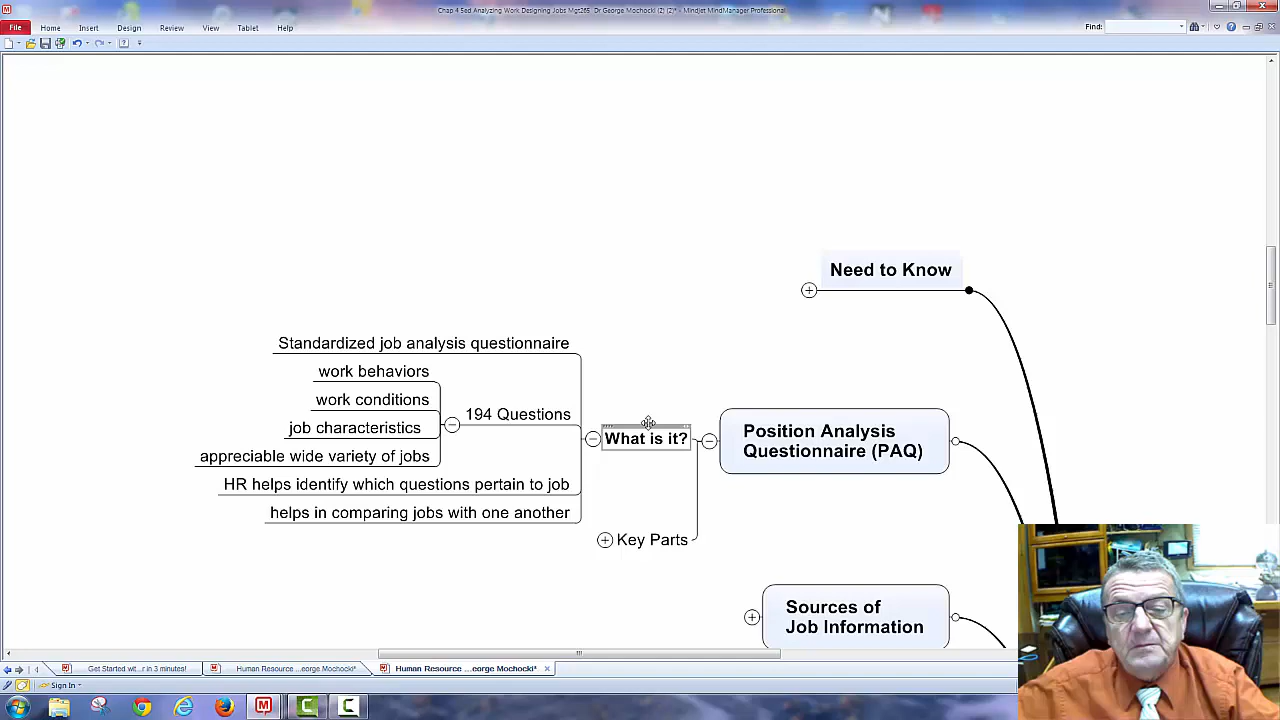 Chap 4 5ed Analyzing Work Designing Jobs Mgt265 Dr George Mochocki (2) (2)* - Mindjet MindManager Professional
File Home Insert Design Review View Tablet Help Find:
Need to Know
Standardized job analysis questionnaire
work behaviors
work conditions
194 Questions
job characteristics
appreciable wide variety of jobs
HR helps identify which questions pertain to job
helps in comparing jobs with one another
What is it?
Position Analysis
Questionnaire (PAQ)
Key Parts
Sources of
Job Information
Get Started wit...r in 3 minutes! Human Resource ...eorge Mochocki* Human Resource ...eorge Mochocki*
Sign In